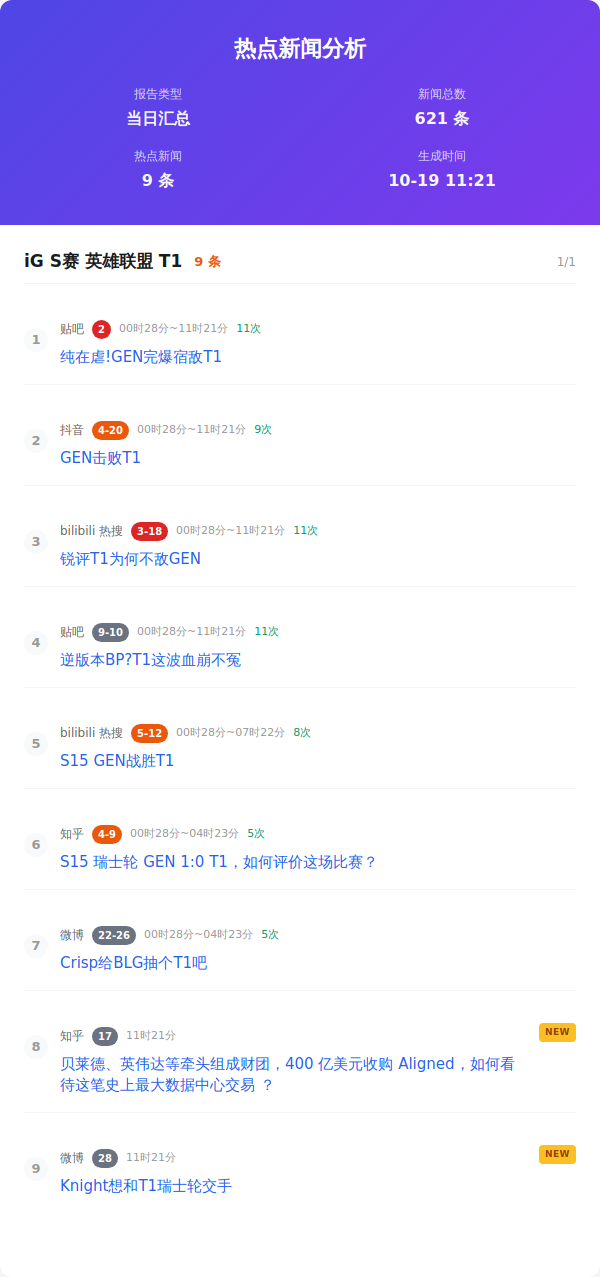 热点新闻分析
报告类型
当日汇总
新闻总数
621 条
热点新闻
9 条
生成时间
10-19 11:21
iG S赛 英雄联盟 T1 9 条 1/1
1
贴吧 2 00时28分~11时21分 11次
纯在虐!GEN完爆宿敌T1
2
抖音 4-20 00时28分~11时21分 9次
GEN击败T1
3
bilibili 热搜 3-18 00时28分~11时21分 11次
锐评T1为何不敌GEN
4
贴吧 9-10 00时28分~11时21分 11次
逆版本BP?T1这波血崩不冤
5
bilibili 热搜 5-12 00时28分~07时22分 8次
S15 GEN战胜T1
6
知乎 4-9 00时28分~04时23分 5次
S15 瑞士轮 GEN 1:0 T1，如何评价这场比赛？
7
微博 22-26 00时28分~04时23分 5次
Crisp给BLG抽个T1吧
8
知乎 17 11时21分 NEW
贝莱德、英伟达等牵头组成财团，400 亿美元收购 Aligned，如何看
待这笔史上最大数据中心交易 ？
9
微博 28 11时21分 NEW
Knight想和T1瑞士轮交手